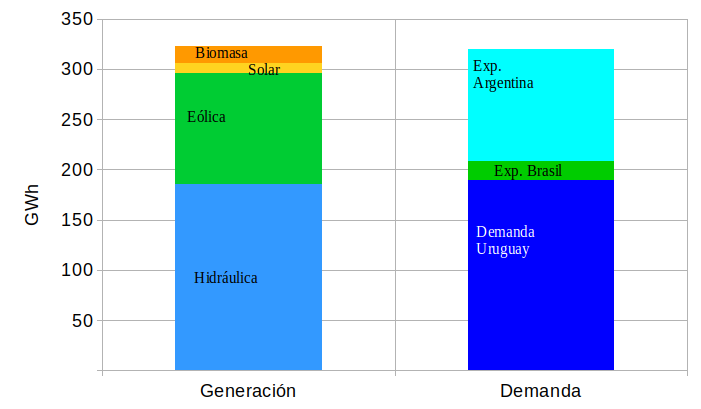 350
300
250
200
150
100
50
GWh
Biomasa
Solar
Eólica
Hidráulica
Exp.
Argentina
Exp. Brasil
Demanda
Uruguay
Generación
Demanda